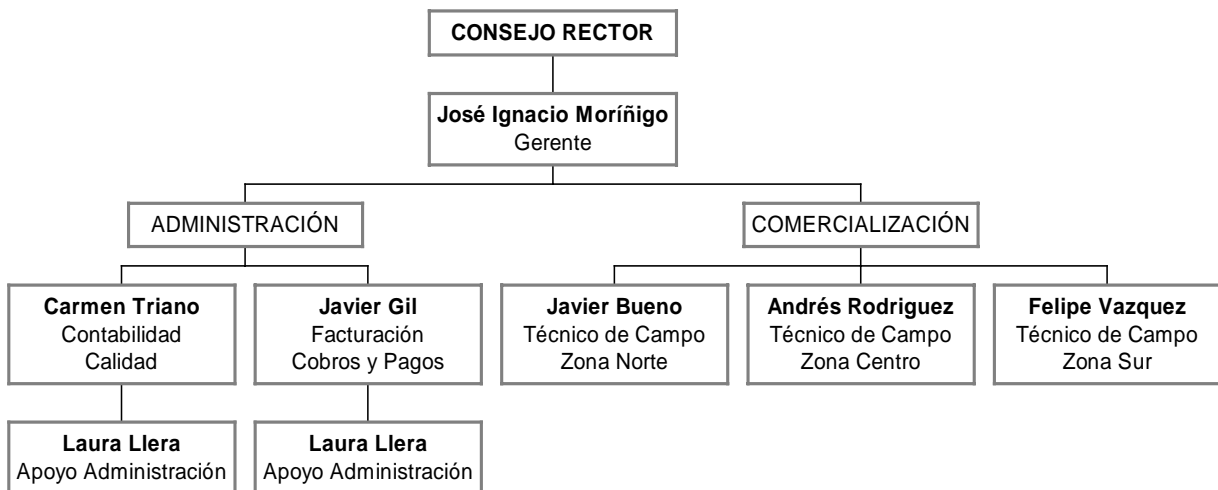 CONSEJO RECTOR
José Ignacio Moríñigo
Gerente
ADMINISTRACIÓN
COMERCIALIZACIÓN
Carmen Triano
Contabilidad
Calidad
Javier Gil
Facturación
Cobros y Pagos
Javier Bueno
Técnico de Campo
Zona Norte
Andrés Rodriguez
Técnico de Campo
Zona Centro
Felipe Vazquez
Técnico de Campo
Zona Sur
Laura Llera
Apoyo Administración
Laura Llera
Apoyo Administración